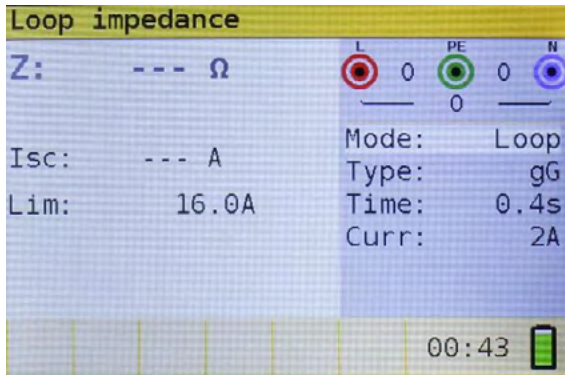 Loop impedance
L PE N
Z: --- Ω
0 0
0
Mode: Loop
Isc: --- A
Type: gG
Lim: 16.0A
Time: 0.4s
Curr: 2A
00:43